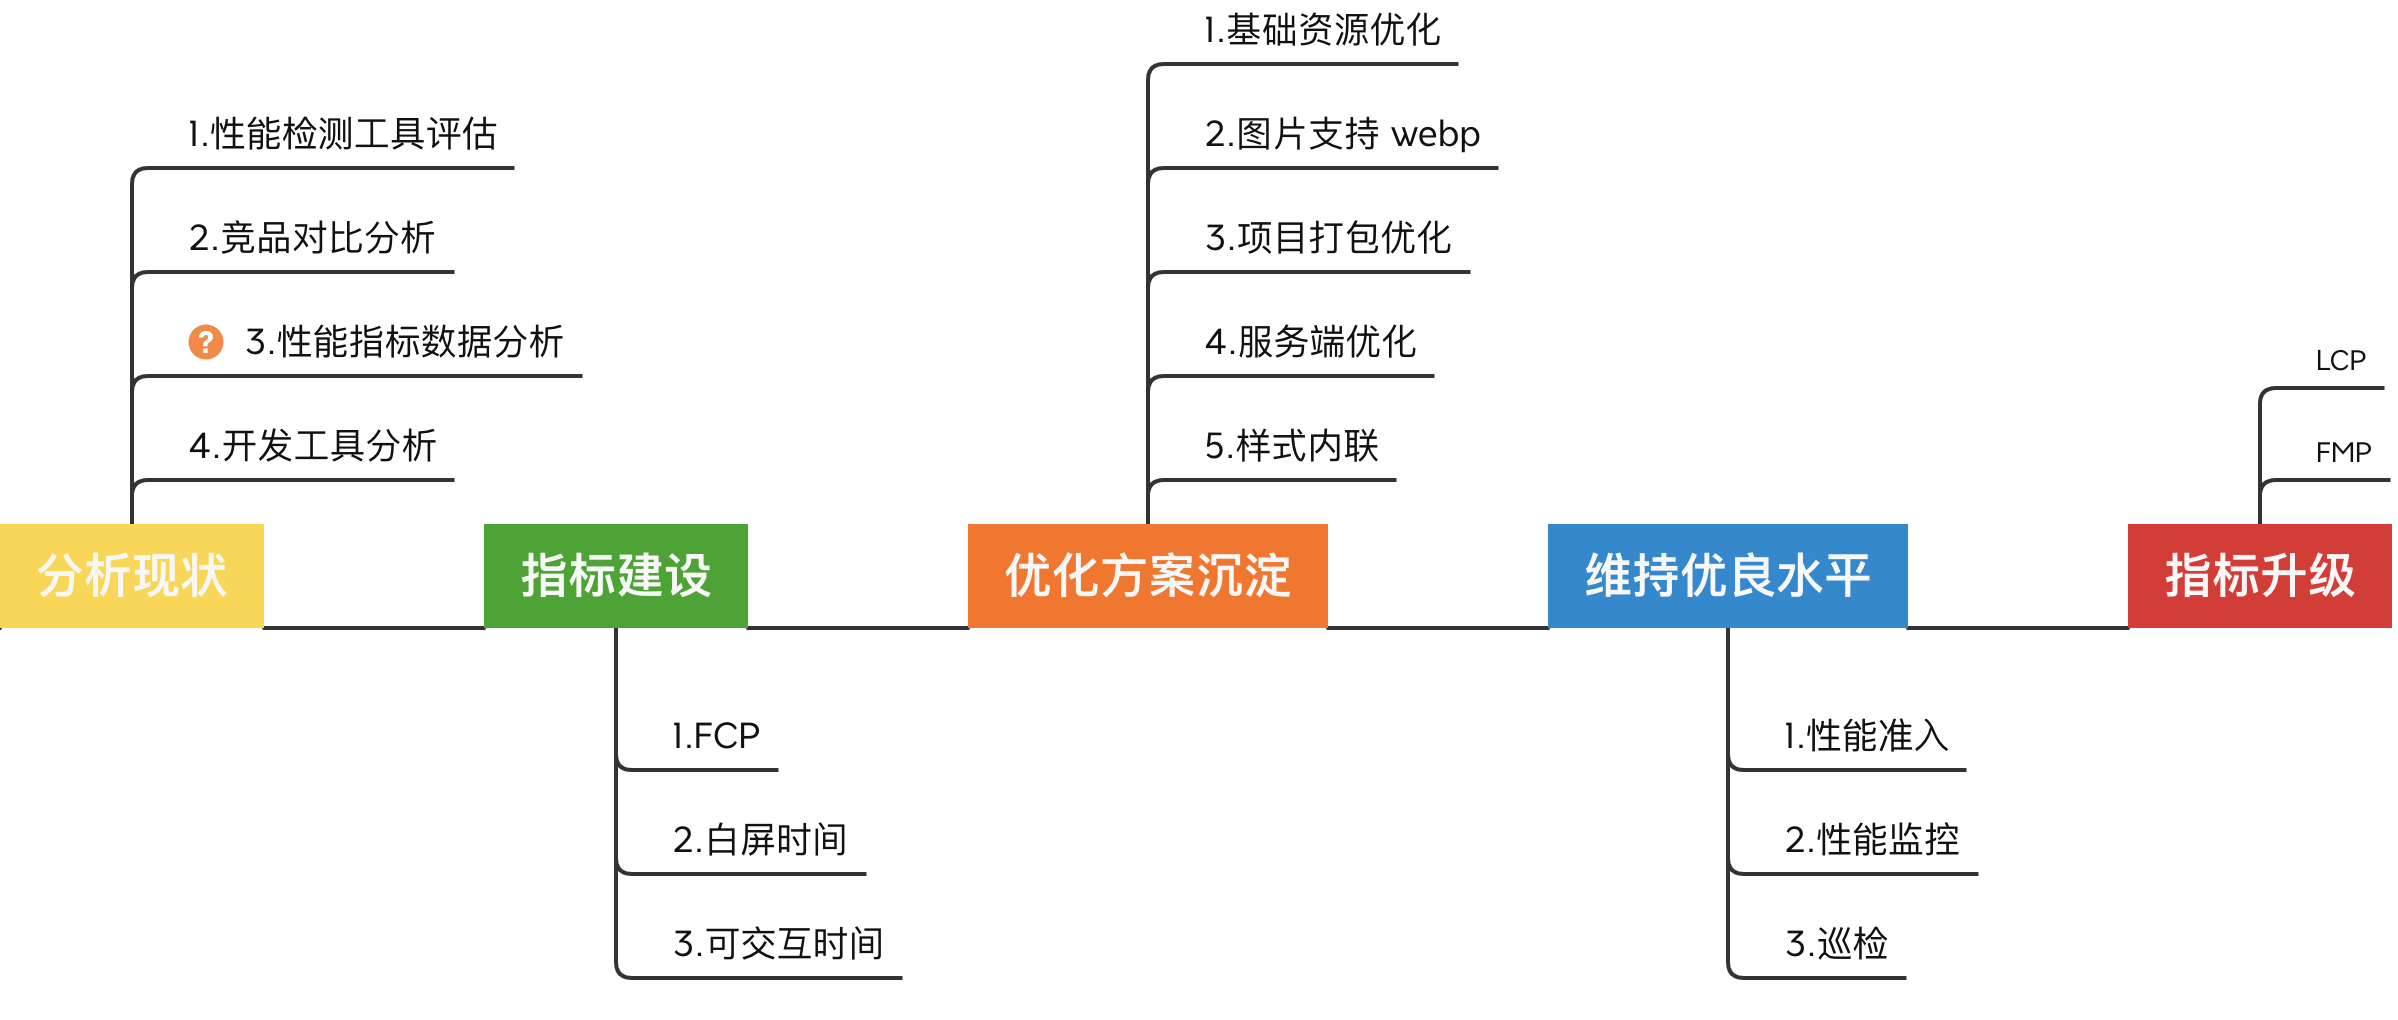 分析现状
1.性能检测工具评估
2.竞品对比分析
? 3.性能指标数据分析
4.开发工具分析
指标建设
1.FCP
2.白屏时间
3.可交互时间
优化方案沉淀
1.基础资源优化
2.图片支持 webp
3.项目打包优化
4.服务端优化
5.样式内联
维持优良水平
1.性能准入
2.性能监控
3.巡检
指标升级
LCP
FMP